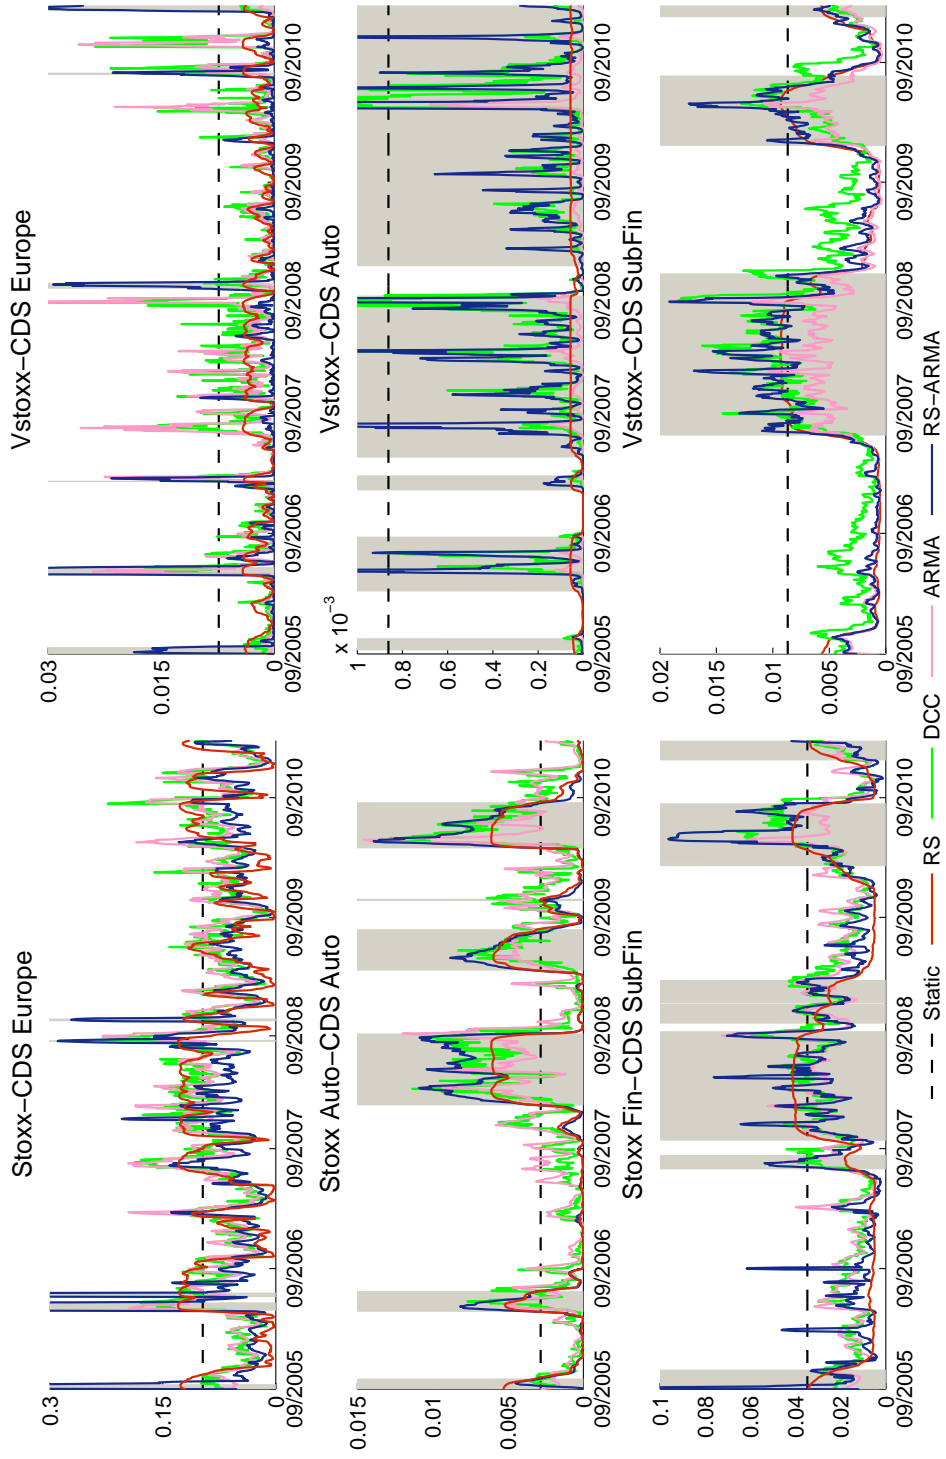 Stoxx−CDS Europe
0.3
0.15
0
09/2005 09/2006 09/2007 09/2008 09/2009 09/2010
Vstoxx−CDS Europe
0.03
0.015
0
09/2005 09/2006 09/2007 09/2008 09/2009 09/2010
Stoxx Auto−CDS Auto
0.015
0.01
0.005
0
09/2005 09/2006 09/2007 09/2008 09/2009 09/2010
Vstoxx−CDS Auto
x 10−3
1
0.8
0.6
0.4
0.2
0
09/2005 09/2006 09/2007 09/2008 09/2009 09/2010
Stoxx Fin−CDS SubFin
0.1
0.08
0.06
0.04
0.02
0
09/2005 09/2006 09/2007 09/2008 09/2009 09/2010
Vstoxx−CDS SubFin
0.02
0.015
0.01
0.005
0
09/2005 09/2006 09/2007 09/2008 09/2009 09/2010
Static RS DCC ARMA RS−ARMA